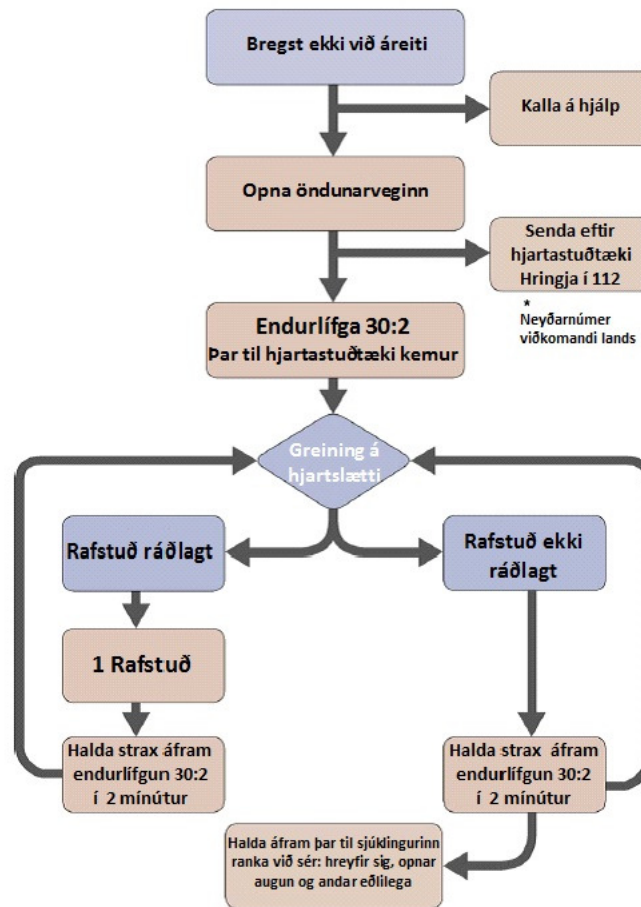 Bregst ekki við áreiti
Kalla á hjálp
Opna öndunarveginn
Senda eftir
hjartastuðtæki
Hringja í 112
*
Neyðarnúmer
viðkomandi lands
Endurlífga 30:2
Þar til hjartastuðtæki kemur
Greining á
hjartslætti
Rafstuð ráðlagt
Rafstuð ekki
ráðlagt
1 Rafstuð
Halda strax áfram
endurlífgun 30:2
í 2 mínútur
Halda strax áfram
endurlífgun 30:2
í 2 mínútur
Halda áfram þar til sjúklingurinn
ranka við sér: hreyfir sig, opnar
augun og andar eðlilega